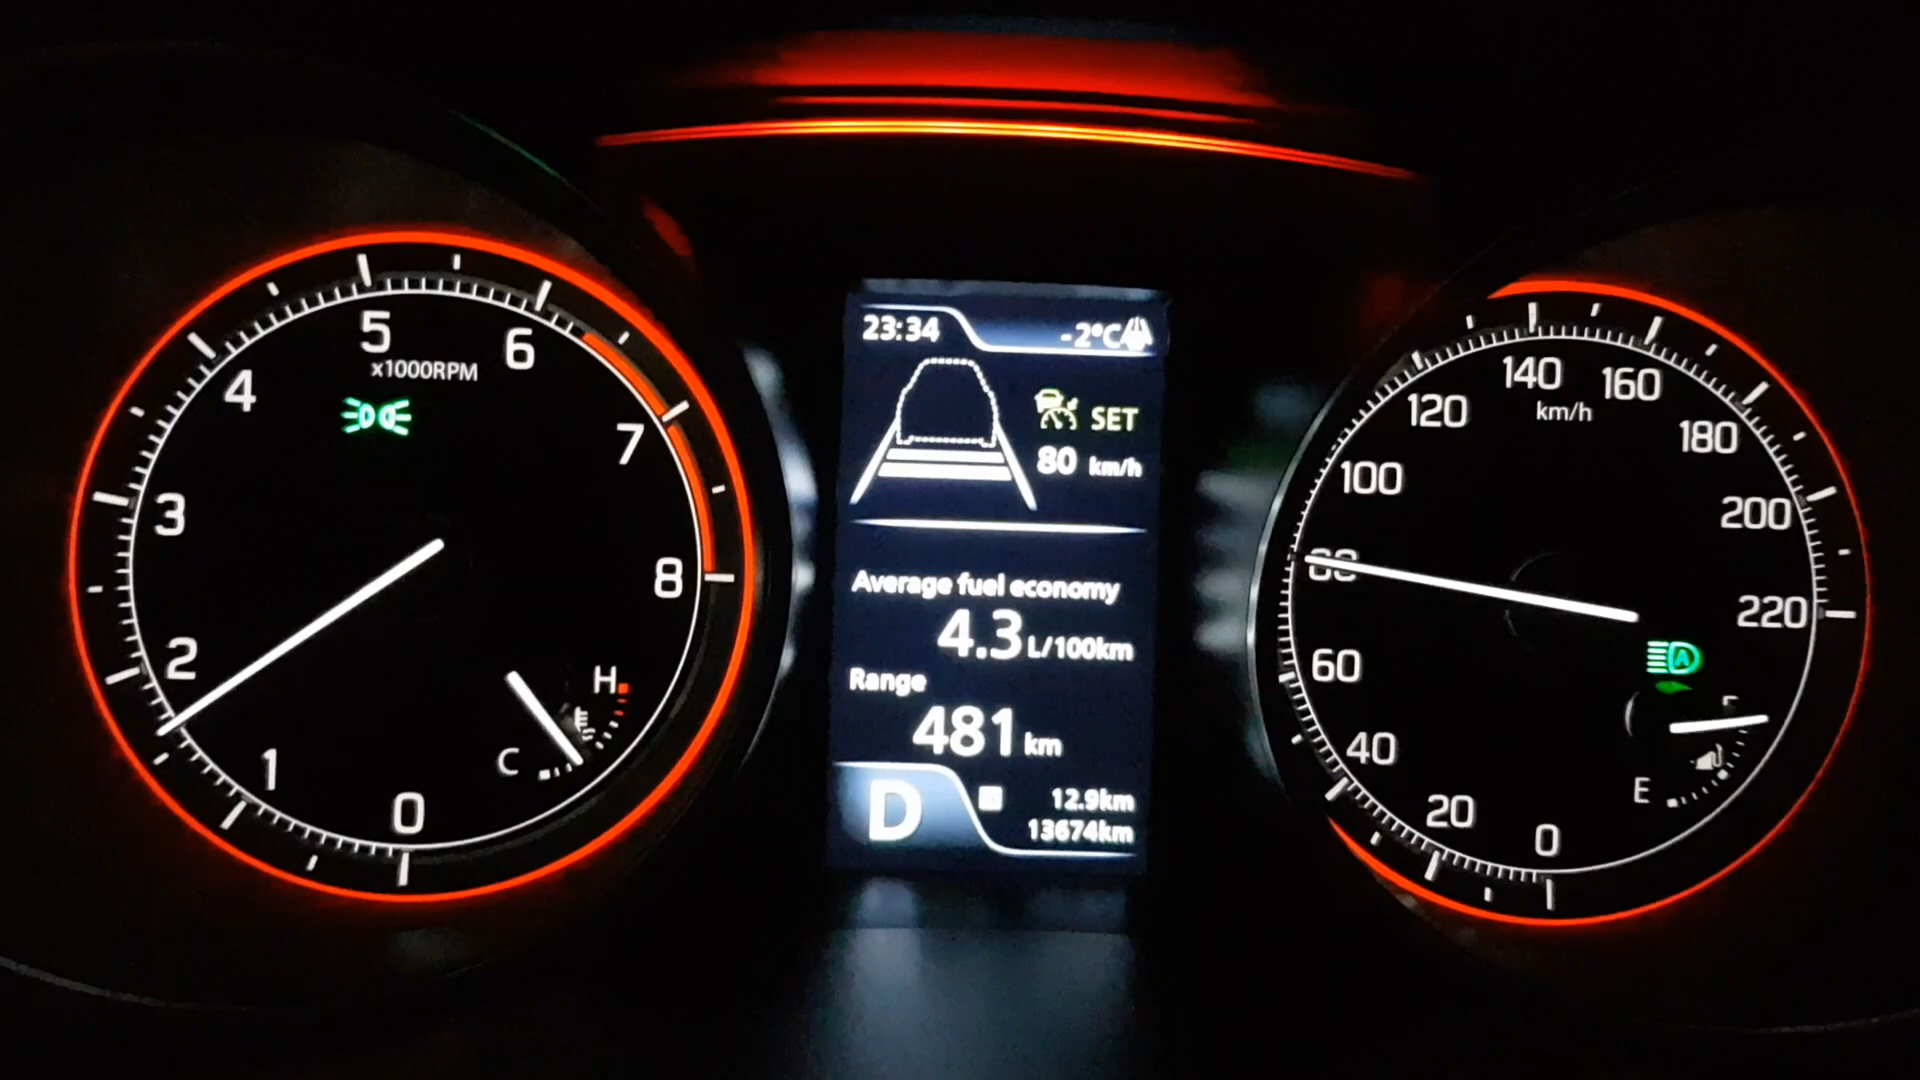 5
6
4
x1000RPM
7
3
8
2
H
C
1
0
23:34
-2°C
SET
80 km/h
Average fuel economy
4.3 L/100km
Range
481 km
D
12.9km
13674km
140
160
120
km/h
180
100
200
80
220
60
A
40
E
20
0